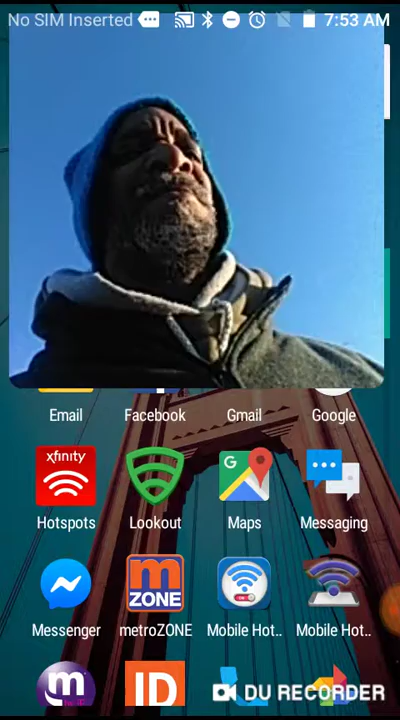 No SIM Inserted 7:53 AM
Email Facebook Gmail Google
xfinity
G
Hotspots Lookout Maps Messaging
m
ZONE
Messenger metroZONE Mobile Hot.. Mobile Hot..
m ID DU RECORDER